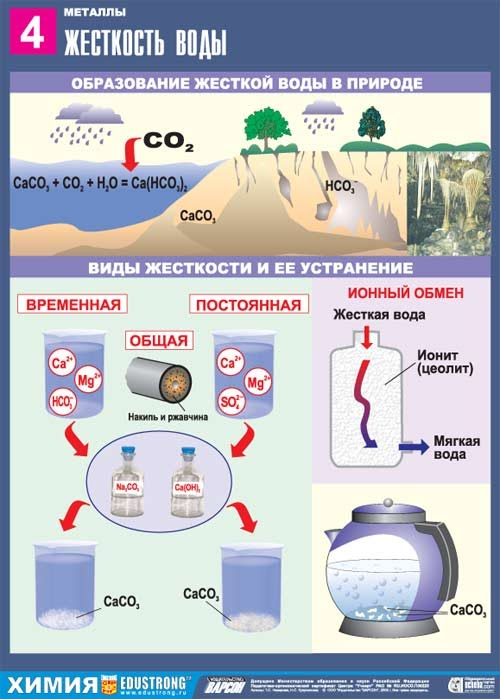 4
МЕТАЛЛЫ
ЖЕСТКОСТЬ ВОДЫ
ОБРАЗОВАНИЕ ЖЕСТКОЙ ВОДЫ В ПРИРОДЕ
CO₂
CaCO₃ + CO₂ + H₂O = Ca(HCO₃)₂
HCO₃⁻
CaCO₃
ВИДЫ ЖЕСТКОСТИ И ЕЕ УСТРАНЕНИЕ
ВРЕМЕННАЯ
ПОСТОЯННАЯ
ОБЩАЯ
Ca²⁺
Mg²⁺
HCO₃⁻
Накипь и ржавчина
Ca²⁺
Mg²⁺
SO₄²⁻
Na₂CO₃
Ca(OH)₂
CaCO₃
CaCO₃
ИОННЫЙ ОБМЕН
Жесткая вода
Ионит
(цеолит)
Мягкая
вода
CaCO₃
ХИМИЯ
EDUSTRONG
www.edustrong.ru
ВАРСОН